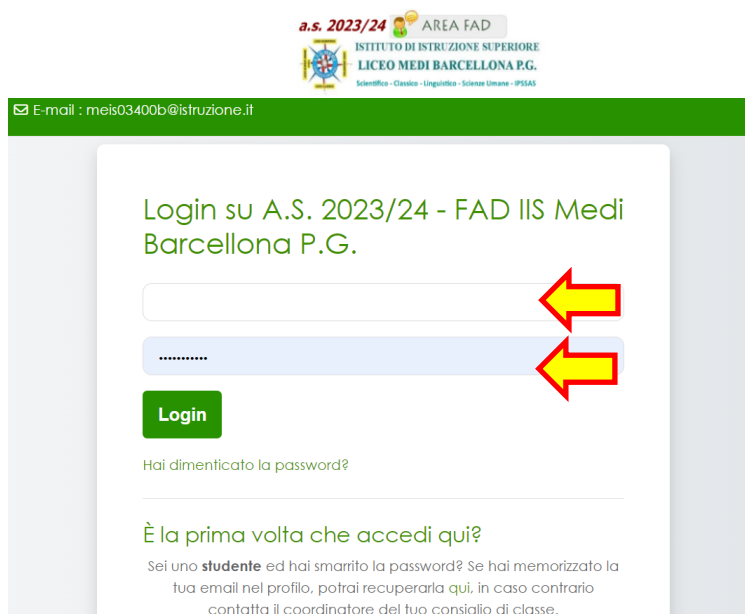 a.s. 2023/24 AREA FAD
ISTITUTO DI ISTRUZIONE SUPERIORE
LICEO MEDI BARCELLONA P.G.
Scientifico - Classico - Linguistico - Scienze Umane - IPSSAS
E-mail : meis03400b@istruzione.it
Login su A.S. 2023/24 - FAD IIS Medi
Barcellona P.G.
•••••••••••
Login
Hai dimenticato la password?
È la prima volta che accedi qui?
Sei uno studente ed hai smarrito la password? Se hai memorizzato la
tua email nel profilo, potrai recuperarla qui, in caso contrario
contatta il coordinatore del tuo consiglio di classe.